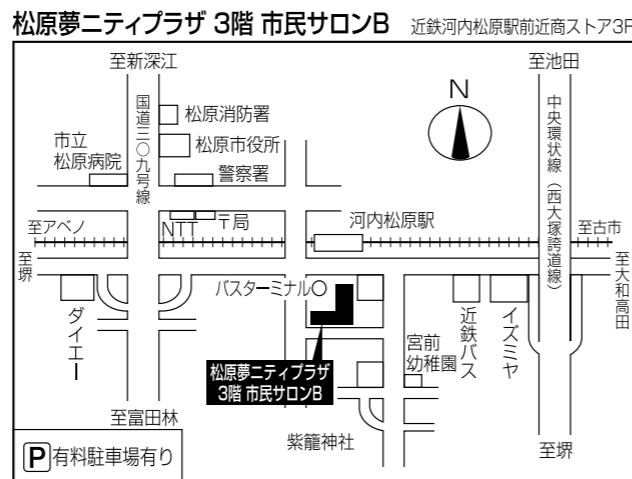 松原夢ニティプラザ 3階 市民サロンB
近鉄河内松原駅前近商ストア3F
至新深江
至池田
国道三〇九号線
松原消防署
松原市役所
警察署
市立
松原病院
N
中央環状線（西大塚誇道線）
至アベノ
NTT
〒局
河内松原駅
至古市
至堺
至大和高田
バスターミナル
ダイエー
近鉄バス
イズミヤ
宮前
幼稚園
松原夢ニティプラザ
3階 市民サロンB
至富田林
紫籠神社
至堺
P 有料駐車場有り